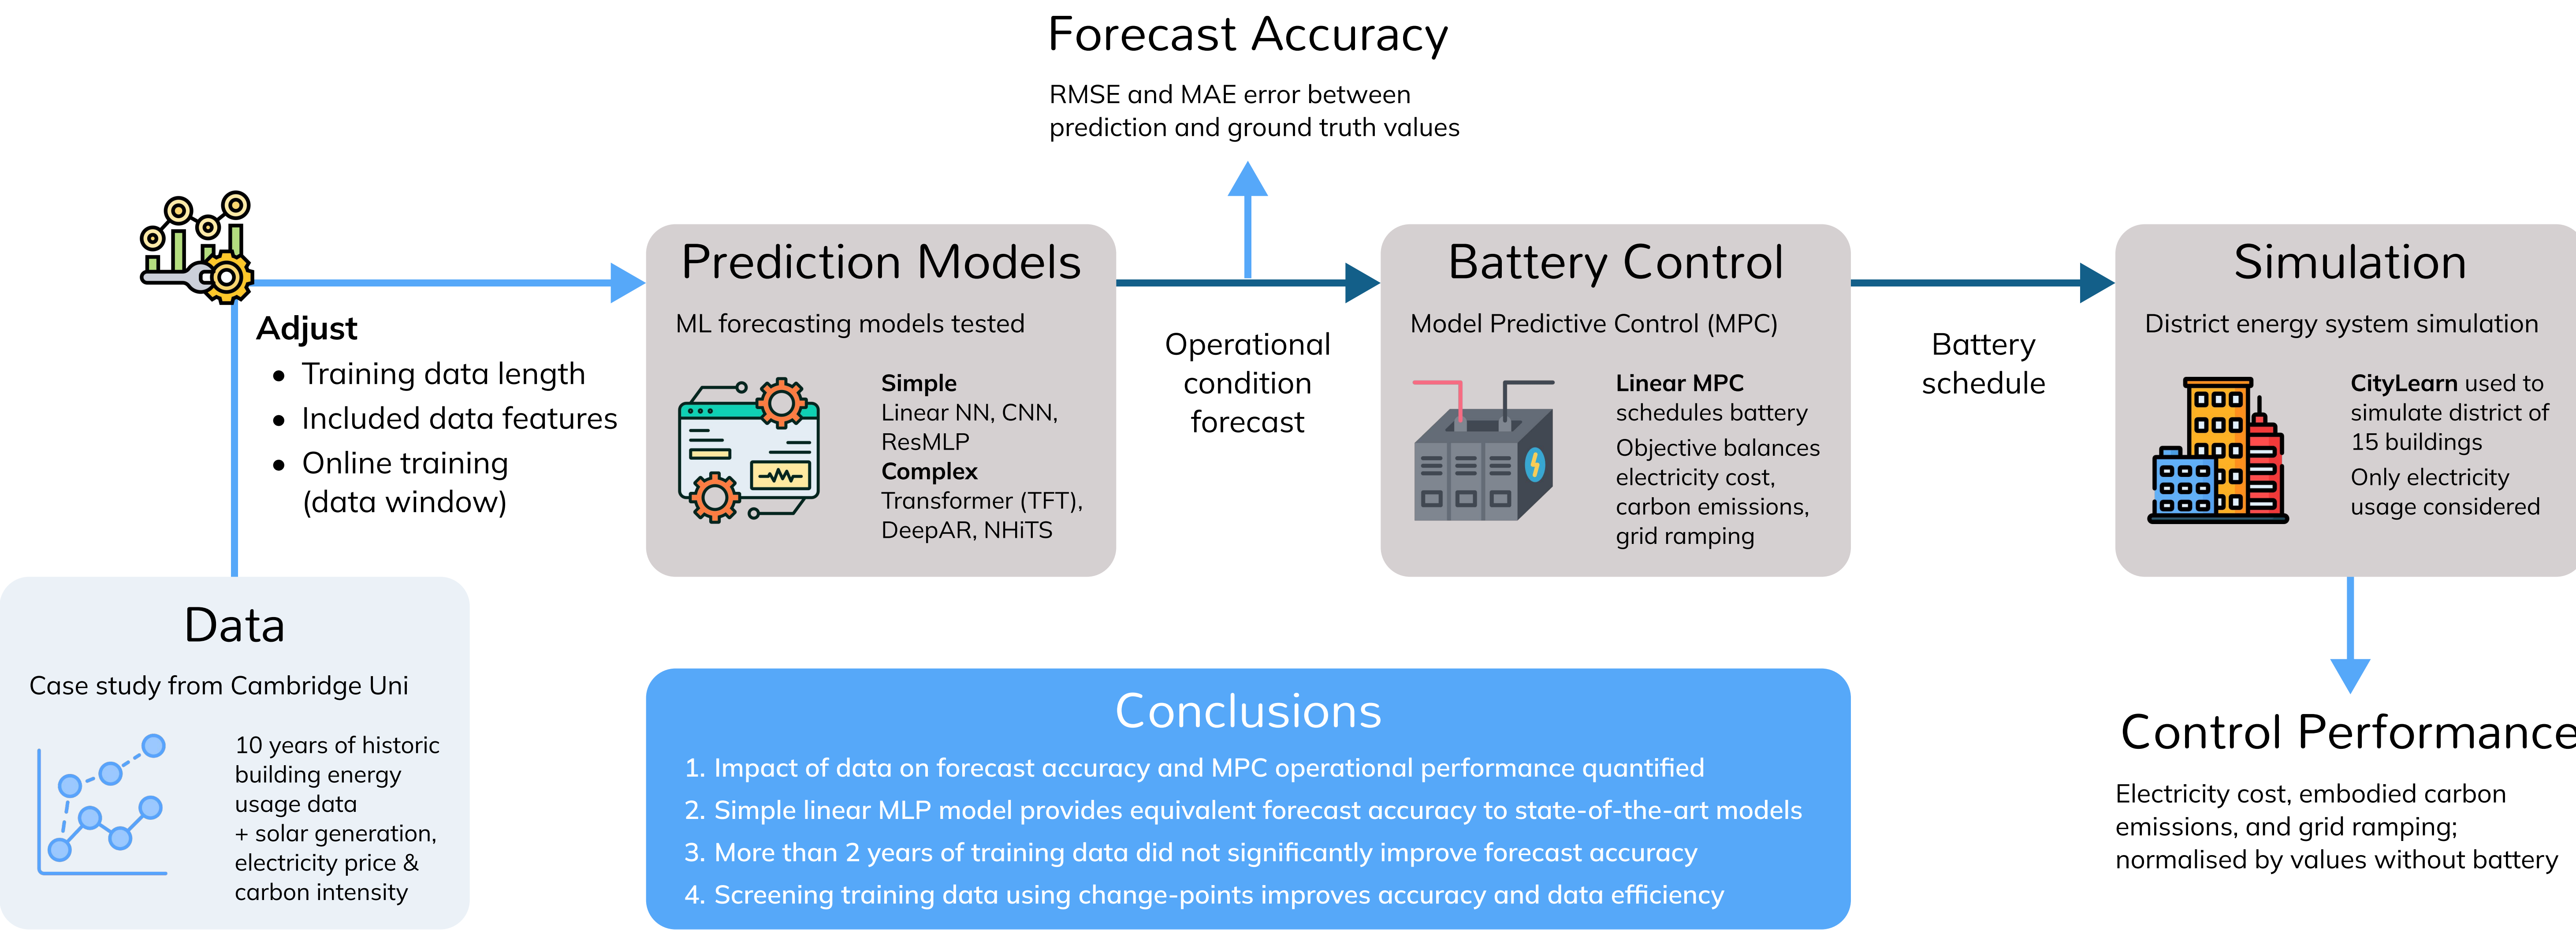 Forecast Accuracy
RMSE and MAE error between
prediction and ground truth values
Adjust
• Training data length
• Included data features
• Online training
(data window)
Data
Case study from Cambridge Uni
10 years of historic
building energy
usage data
+ solar generation,
electricity price &
carbon intensity
Prediction Models
ML forecasting models tested
Simple
Linear NN, CNN,
ResMLP
Complex
Transformer (TFT),
DeepAR, NHiTS
Operational
condition
forecast
Battery Control
Model Predictive Control (MPC)
Linear MPC
schedules battery
Objective balances
electricity cost,
carbon emissions,
grid ramping
Battery
schedule
Simulation
District energy system simulation
CityLearn used to
simulate district of
15 buildings
Only electricity
usage considered
Conclusions
1. Impact of data on forecast accuracy and MPC operational performance quantified
2. Simple linear MLP model provides equivalent forecast accuracy to state-of-the-art models
3. More than 2 years of training data did not significantly improve forecast accuracy
4. Screening training data using change-points improves accuracy and data efficiency
Control Performance
Electricity cost, embodied carbon
emissions, and grid ramping;
normalised by values without battery